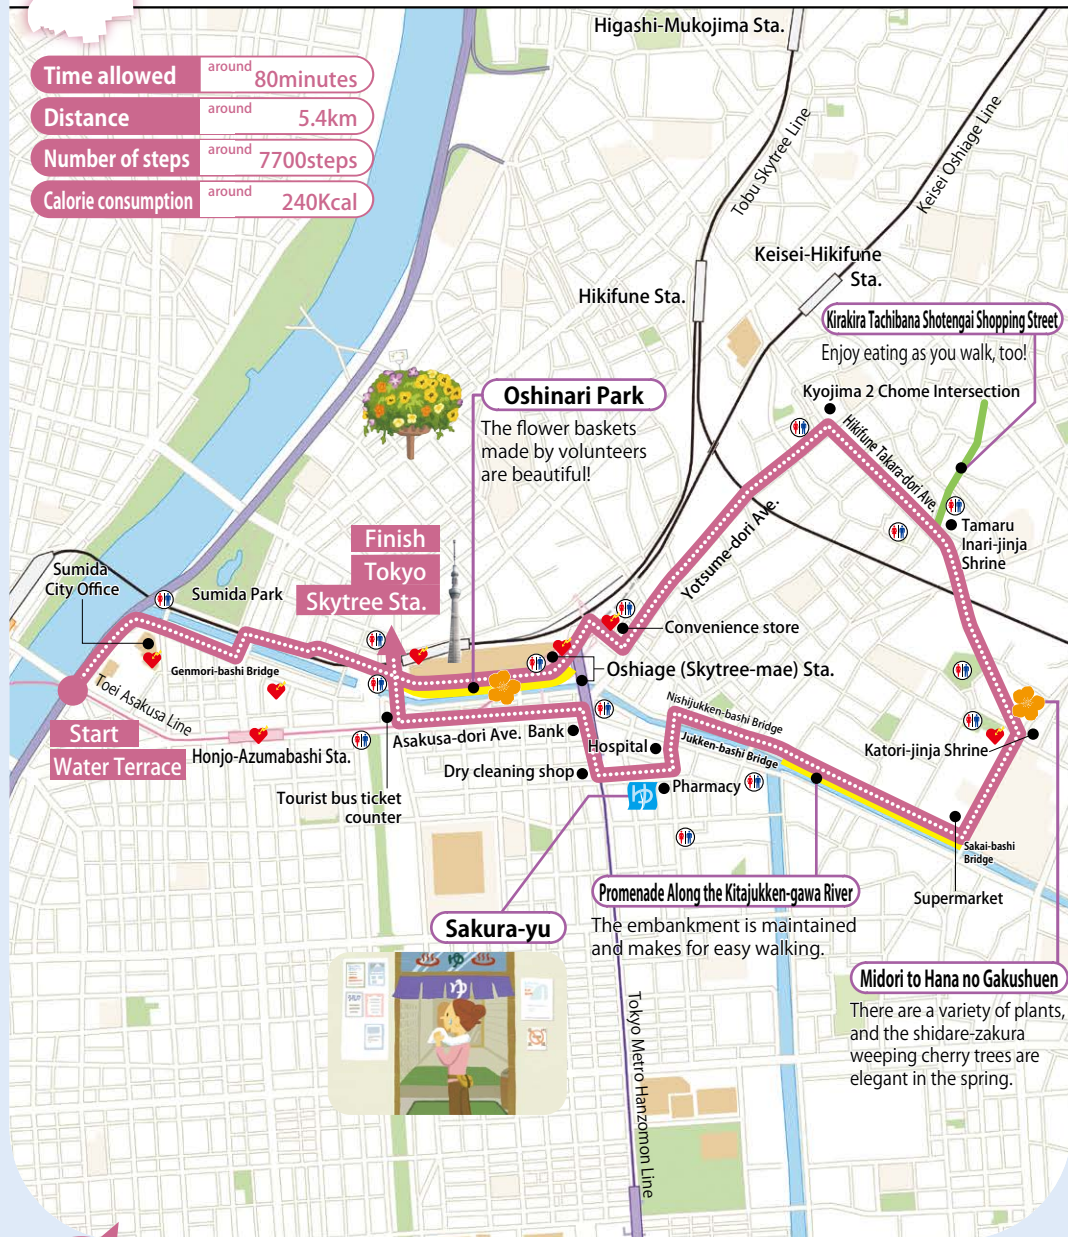 Time allowed around 80minutes
Distance around 5.4km
Number of steps around 7700steps
Calorie consumption around 240Kcal
Higashi-Mukojima Sta.
Tobu Skytree Line
Keisei Oshiage Line
Keisei-Hikifune
Sta.
Hikifune Sta.
Kirakira Tachibana Shotengai Shopping Street
Enjoy eating as you walk, too!
Kyojima 2 Chome Intersection
Hikifune Takara-dori Ave.
Oshinari Park
The flower baskets
made by volunteers
are beautiful!
Yotsume-dori Ave.
Tamaru
Inari-jinja
Shrine
Finish
Tokyo
Skytree Sta.
Sumida
City Office
Sumida Park
Convenience store
Genmori-bashi Bridge
Oshiage (Skytree-mae) Sta.
Toei Asakusa Line
Nishijukken-bashi Bridge
Start
Water Terrace
Honjo-Azumabashi Sta.
Asakusa-dori Ave.
Bank
Hospital
Jukken-bashi Bridge
Katori-jinja Shrine
Dry cleaning shop
Pharmacy
ゆ
Tourist bus ticket
counter
Sakai-bashi
Bridge
Supermarket
Promenade Along the Kitajukken-gawa River
The embankment is maintained
and makes for easy walking.
Sakura-yu
ゆ
ゆ
Midori to Hana no Gakushuen
There are a variety of plants,
and the shidare-zakura
weeping cherry trees are
elegant in the spring.
Tokyo Metro Hanzomon Line